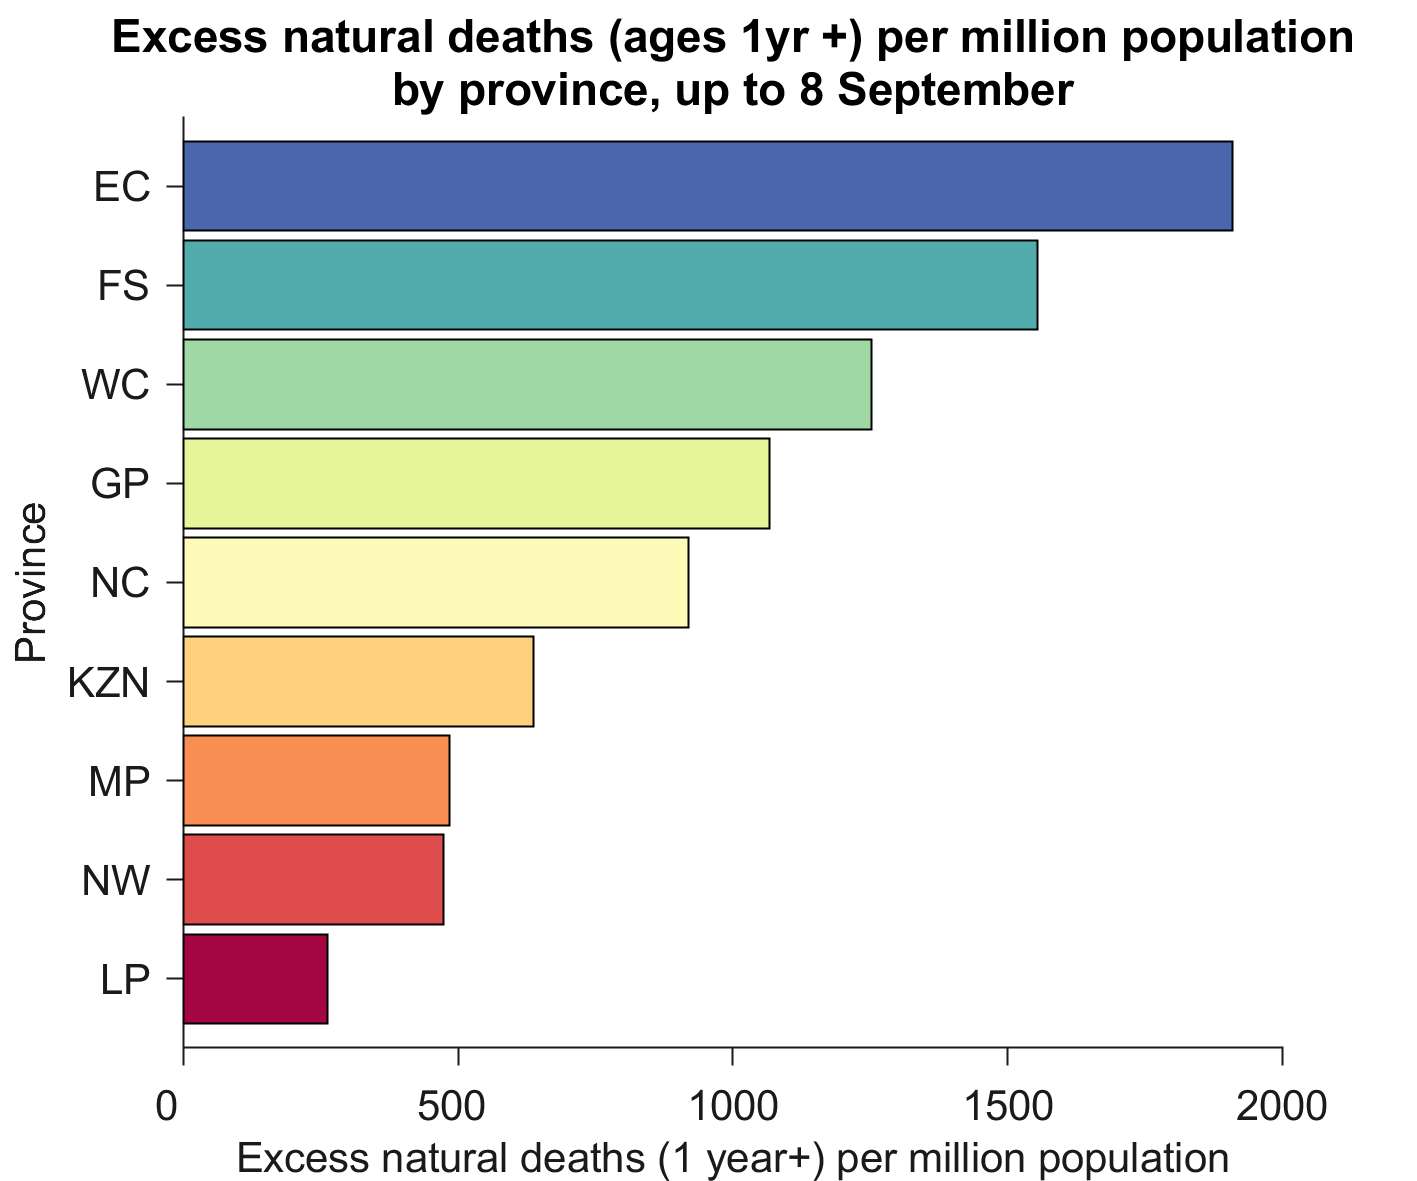 Excess natural deaths (ages 1yr +) per million population
by province, up to 8 September
EC
FS
WC
GP
NC
KZN
MP
NW
LP
Province
0 500 1000 1500 2000
Excess natural deaths (1 year+) per million population